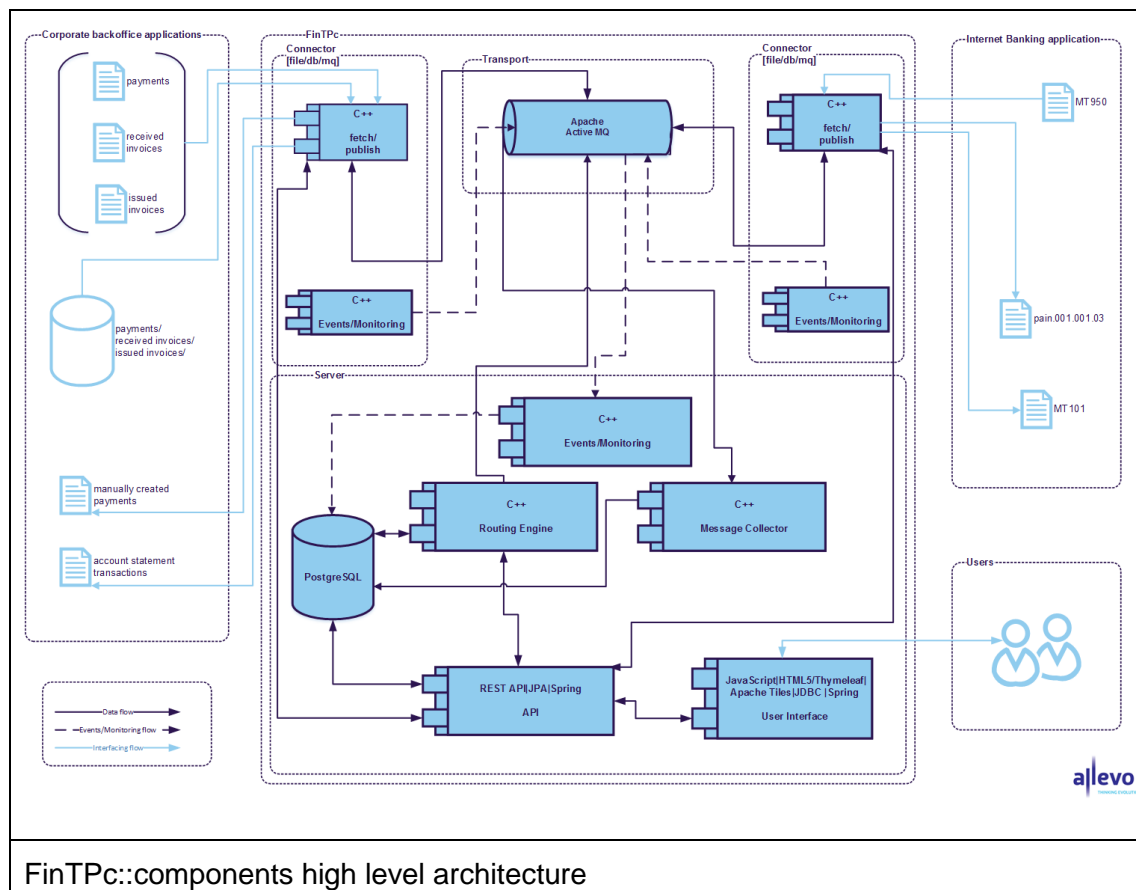 Corporate backoffice applications
payments
received
invoices
issued
invoices
payments/
received invoices/
issued invoices/
manually created
payments
account statement
transactions
Data flow
Events/Monitoring flow
Interfacing flow
FinTPc
Connector
[file/db/mq]
C++
fetch/
publish
C++
Events/Monitoring
Transport
Apache
Active MQ
Connector
[file/db/mq]
C++
fetch/
publish
C++
Events/Monitoring
Server
C++
Events/Monitoring
C++
Routing Engine
C++
Message Collector
PostgreSQL
REST API|JPA|Spring
API
JavaScript|HTML5/Thymeleaf|
Apache Tiles|JDBC |Spring
User Interface
Internet Banking application
MT950
pain.001.001.03
MT101
Users
allevo
THINKING.EVOLUTI
FinTPc::components high level architecture